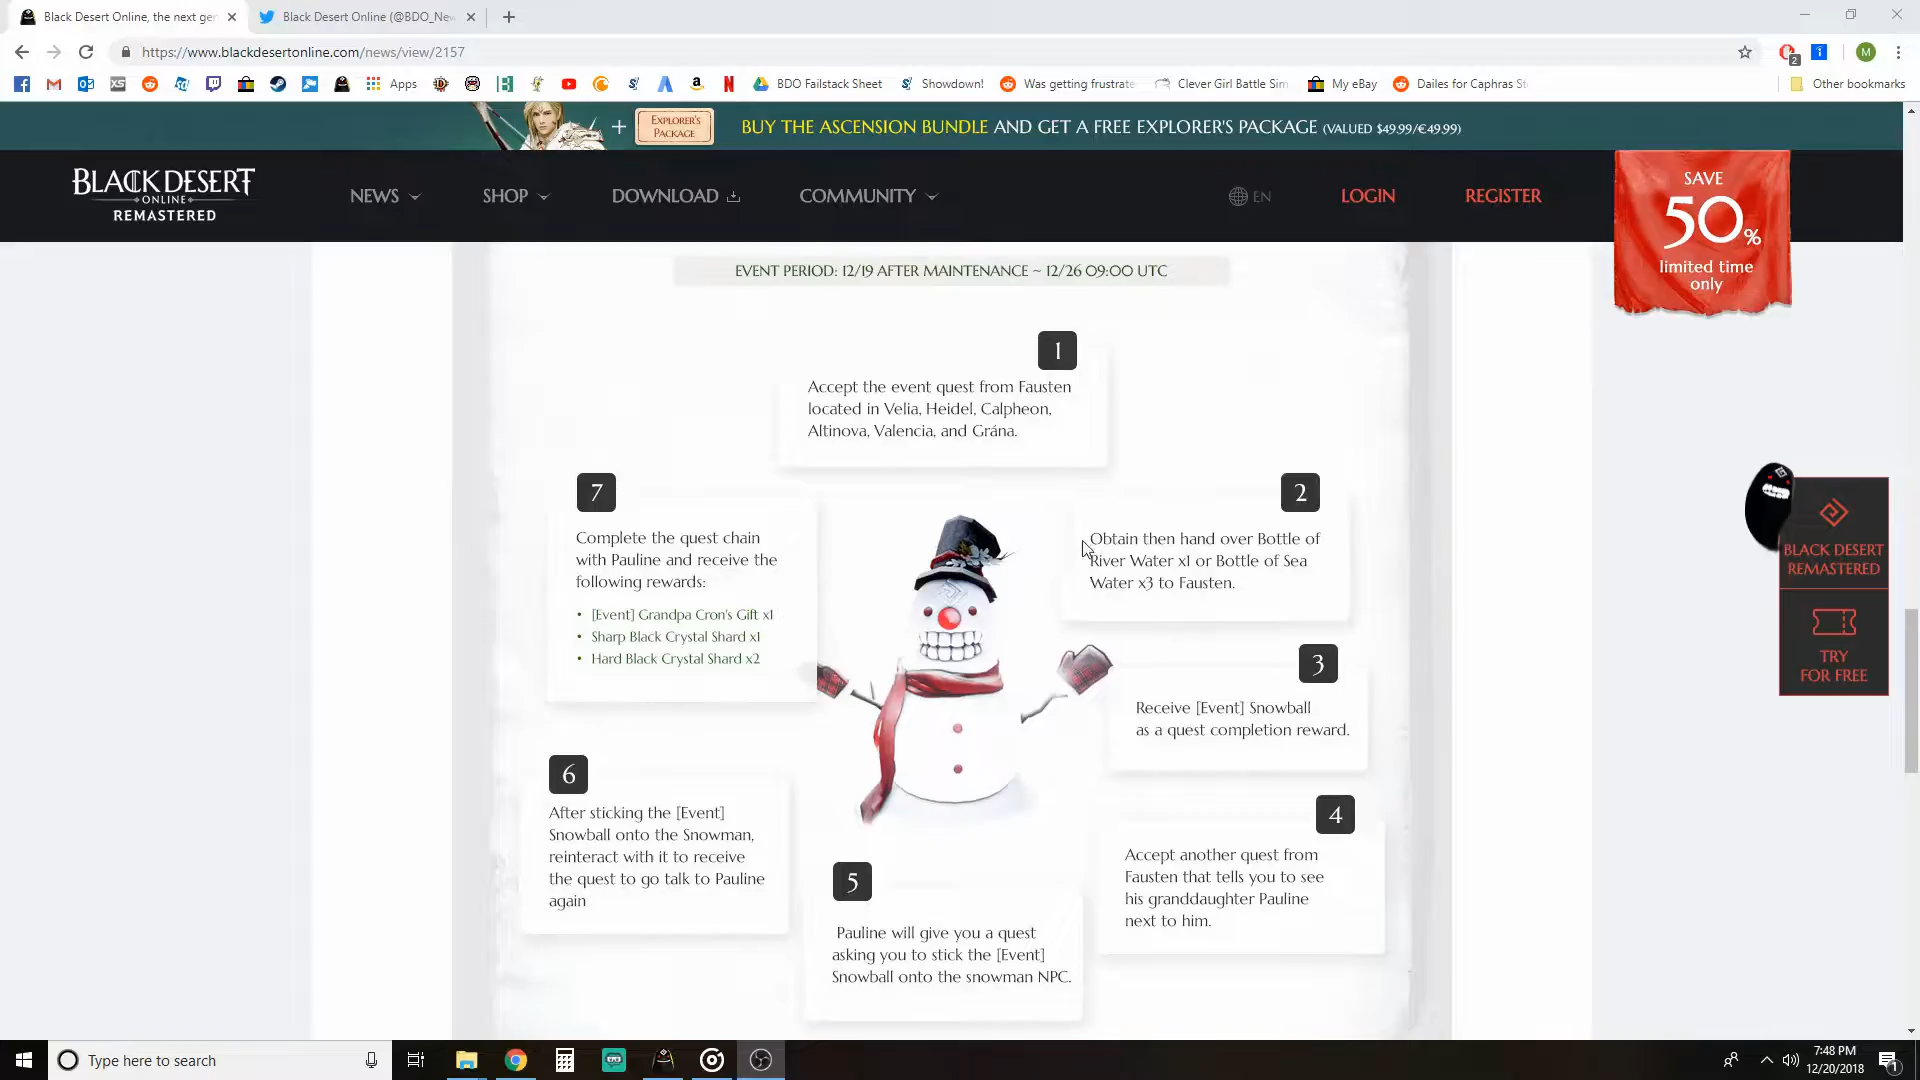 Black Desert Online, the next gen
Black Desert Online (@BDO_New
https://www.blackdesertonline.com/news/view/2157
M
2
Apps
BDO Failstack Sheet
Showdown!
Was getting frustrate
Clever Girl Battle Sim
My eBay
Dailes for Caphras St
Other bookmarks
EXPLORER'S
PACKAGE
BUY THE ASCENSION BUNDLE AND GET A FREE EXPLORER'S PACKAGE (VALUED $49.99/€49.99)
BLACK DESERT
ONLINE
REMASTERED
NEWS
SHOP
DOWNLOAD
COMMUNITY
EN
LOGIN
REGISTER
SAVE
50%
limited time
only
EVENT PERIOD: 12/19 AFTER MAINTENANCE ~ 12/26 09:00 UTC
1
Accept the event quest from Fausten
located in Velia, Heidel, Calpheon,
Altinova, Valencia, and Grána.
2
Obtain then hand over Bottle of
River Water x1 or Bottle of Sea
Water x3 to Fausten.
3
Receive [Event] Snowball
as a quest completion reward.
4
Accept another quest from
Fausten that tells you to see
his granddaughter Pauline
next to him.
5
Pauline will give you a quest
asking you to stick the [Event]
Snowball onto the snowman NPC.
6
After sticking the [Event]
Snowball onto the Snowman,
reinteract with it to receive
the quest to go talk to Pauline
again
7
Complete the quest chain
with Pauline and receive the
following rewards:
• [Event] Grandpa Cron's Gift x1
• Sharp Black Crystal Shard x1
• Hard Black Crystal Shard x2
BLACK DESERT
REMASTERED
TRY
FOR FREE
Type here to search
7:48 PM
12/20/2018
1